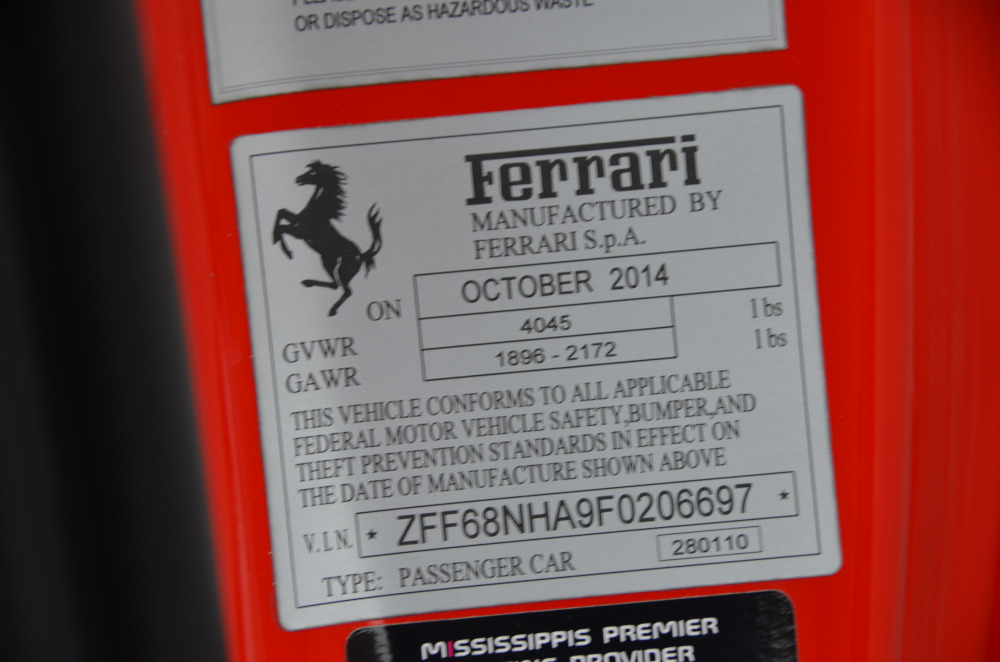 OR DISPOSE AS HAZARDOUS WASTE
Ferrari
MANUFACTURED BY
FERRARI S.p.A.
ON OCTOBER 2014
GVWR 4045 lbs
GAWR 1896 - 2172 lbs
THIS VEHICLE CONFORMS TO ALL APPLICABLE
FEDERAL MOTOR VEHICLE SAFETY,BUMPER,AND
THEFT PREVENTION STANDARDS IN EFFECT ON
THE DATE OF MANUFACTURE SHOWN ABOVE
V.I.N. * ZFF68NHA9F0206697 *
TYPE: PASSENGER CAR 280110
MISSISSIPPIS PREMIER
PROVIDER